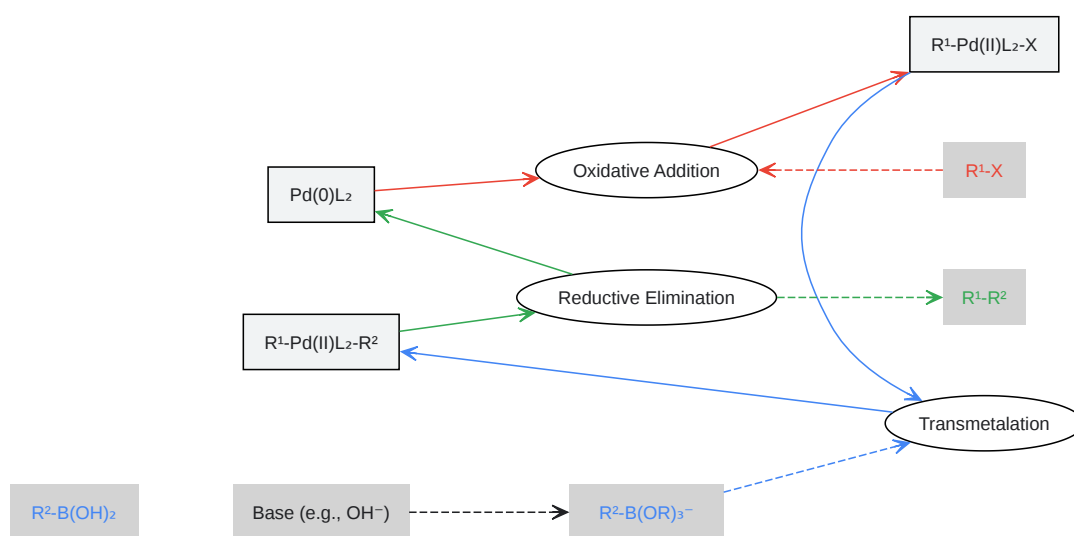 R¹-Pd(II)L₂-X
Oxidative Addition
R¹-X
Pd(0)L₂
Reductive Elimination
R¹-R²
R¹-Pd(II)L₂-R²
Transmetalation
R²-B(OH)₂
Base (e.g., OH⁻)
R²-B(OR)₃⁻